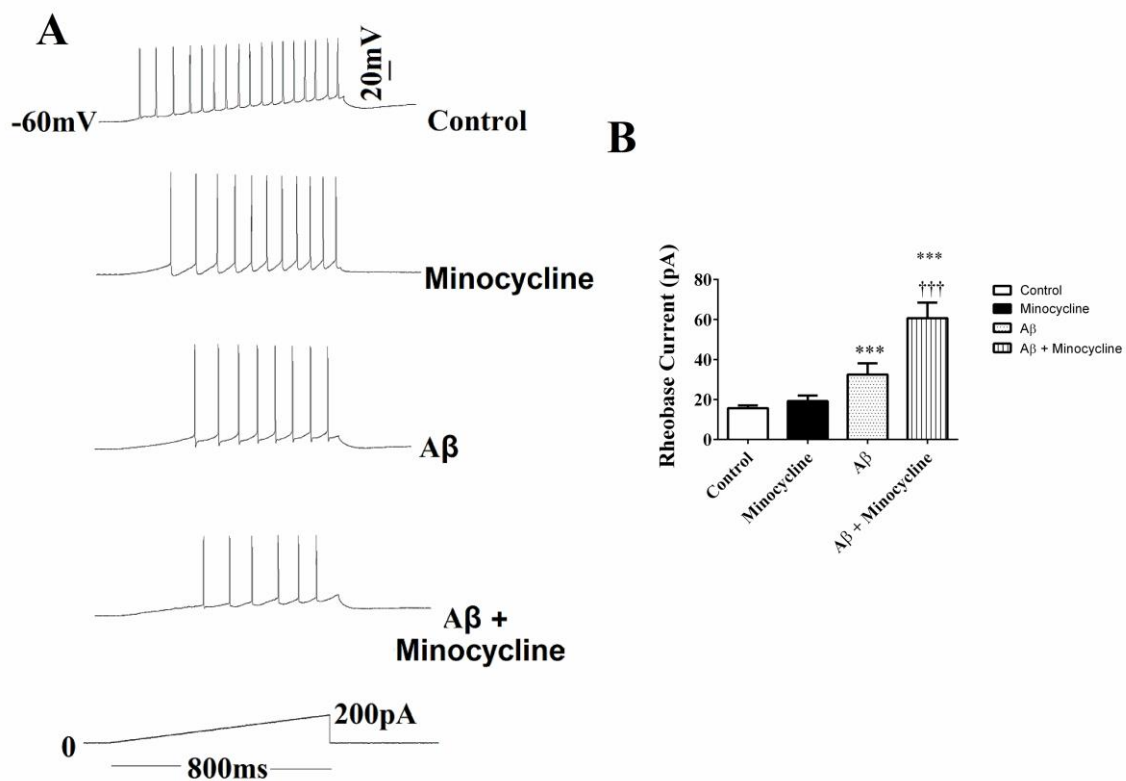 A
20mV
-60mV
Control
Minocycline
Aβ
Aβ +
Minocycline
200pA
0
800ms
B
Rheobase Current (pA)
80
60
40
20
0
***
***
†††
Control
Minocycline
Aβ
Aβ + Minocycline
Control
Minocycline
Aβ
Aβ + Minocycline